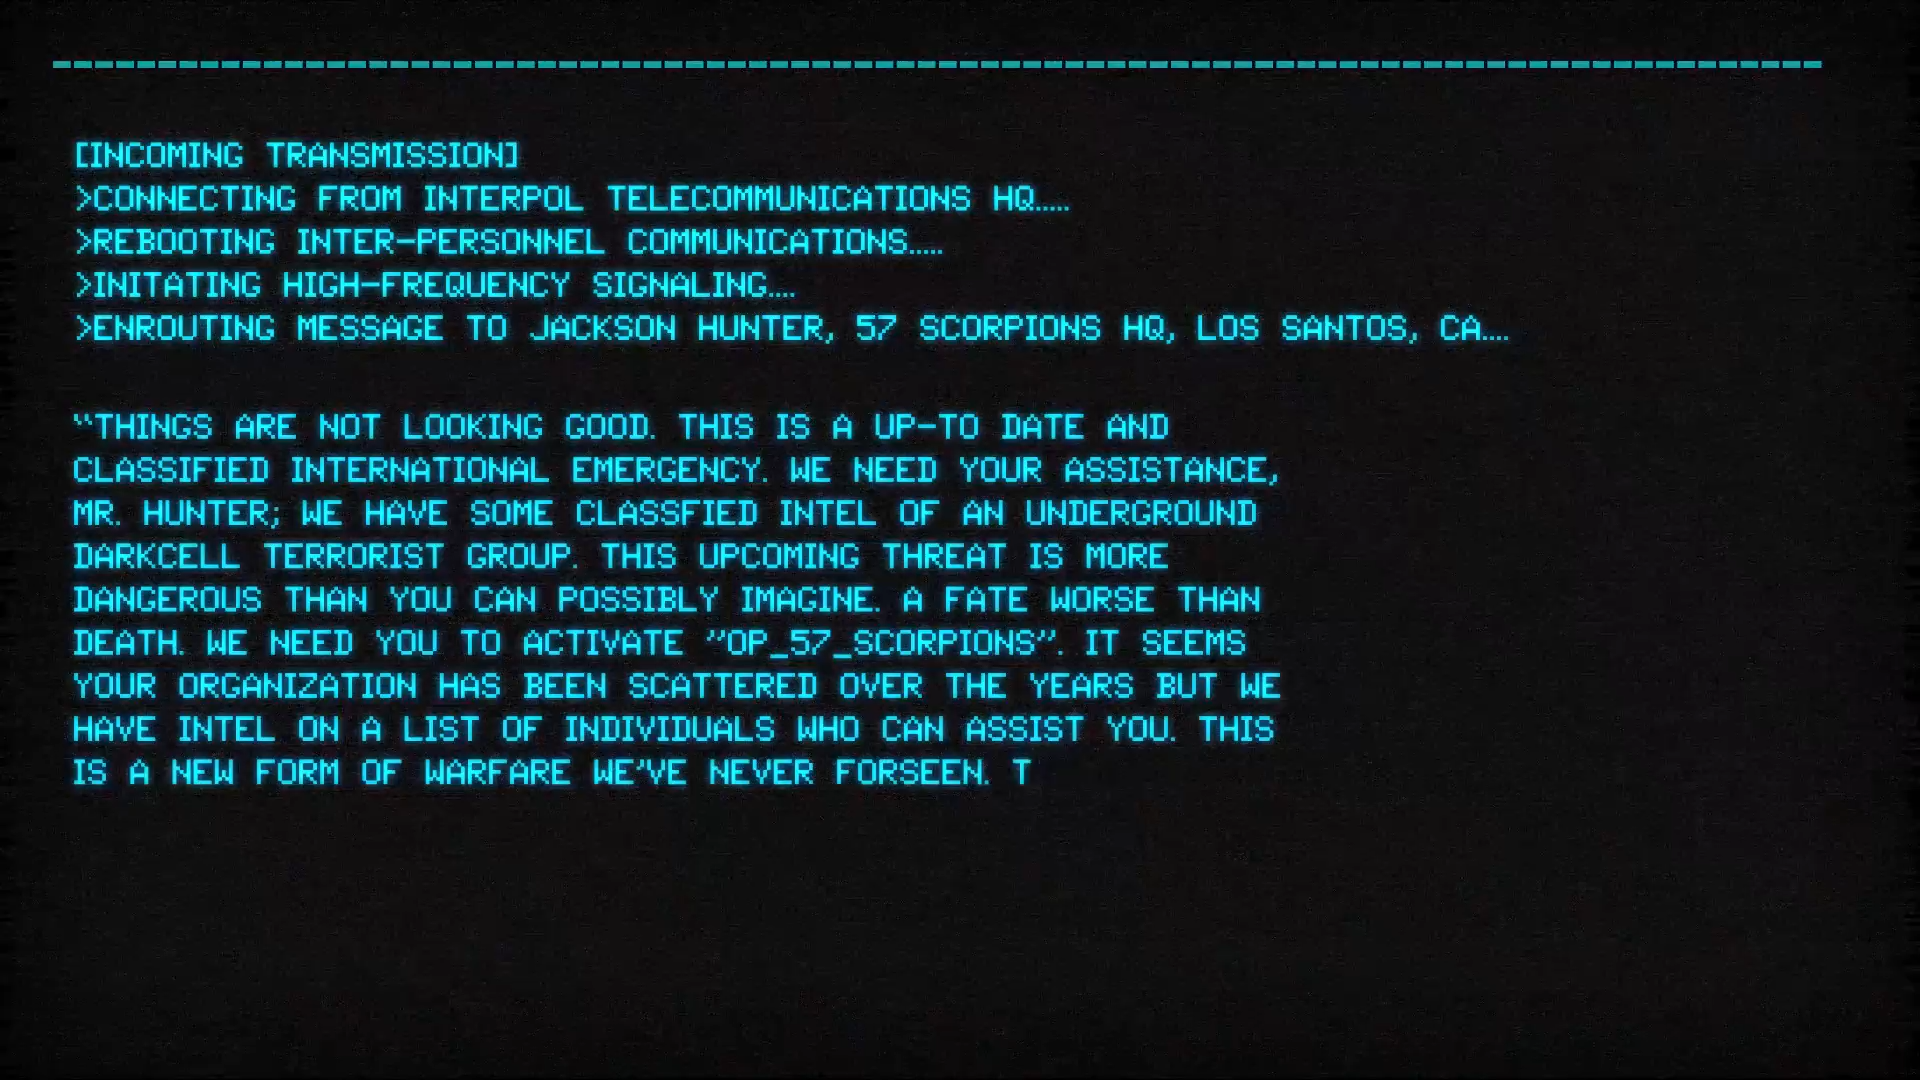 [INCOMING TRANSMISSION]
>CONNECTING FROM INTERPOL TELECOMMUNICATIONS HQ.....
>REBOOTING INTER-PERSONNEL COMMUNICATIONS.....
>INITATING HIGH-FREQUENCY SIGNALING....
>ENROUTING MESSAGE TO JACKSON HUNTER, 57 SCORPIONS HQ, LOS SANTOS, CA....
"THINGS ARE NOT LOOKING GOOD. THIS IS A UP-TO DATE AND
CLASSIFIED INTERNATIONAL EMERGENCY. WE NEED YOUR ASSISTANCE,
MR. HUNTER; WE HAVE SOME CLASSFIED INTEL OF AN UNDERGROUND
DARKCELL TERRORIST GROUP. THIS UPCOMING THREAT IS MORE
DANGEROUS THAN YOU CAN POSSIBLY IMAGINE. A FATE WORSE THAN
DEATH. WE NEED YOU TO ACTIVATE "OP_57_SCORPIONS". IT SEEMS
YOUR ORGANIZATION HAS BEEN SCATTERED OVER THE YEARS BUT WE
HAVE INTEL ON A LIST OF INDIVIDUALS WHO CAN ASSIST YOU. THIS
IS A NEW FORM OF WARFARE WE'VE NEVER FORSEEN. T